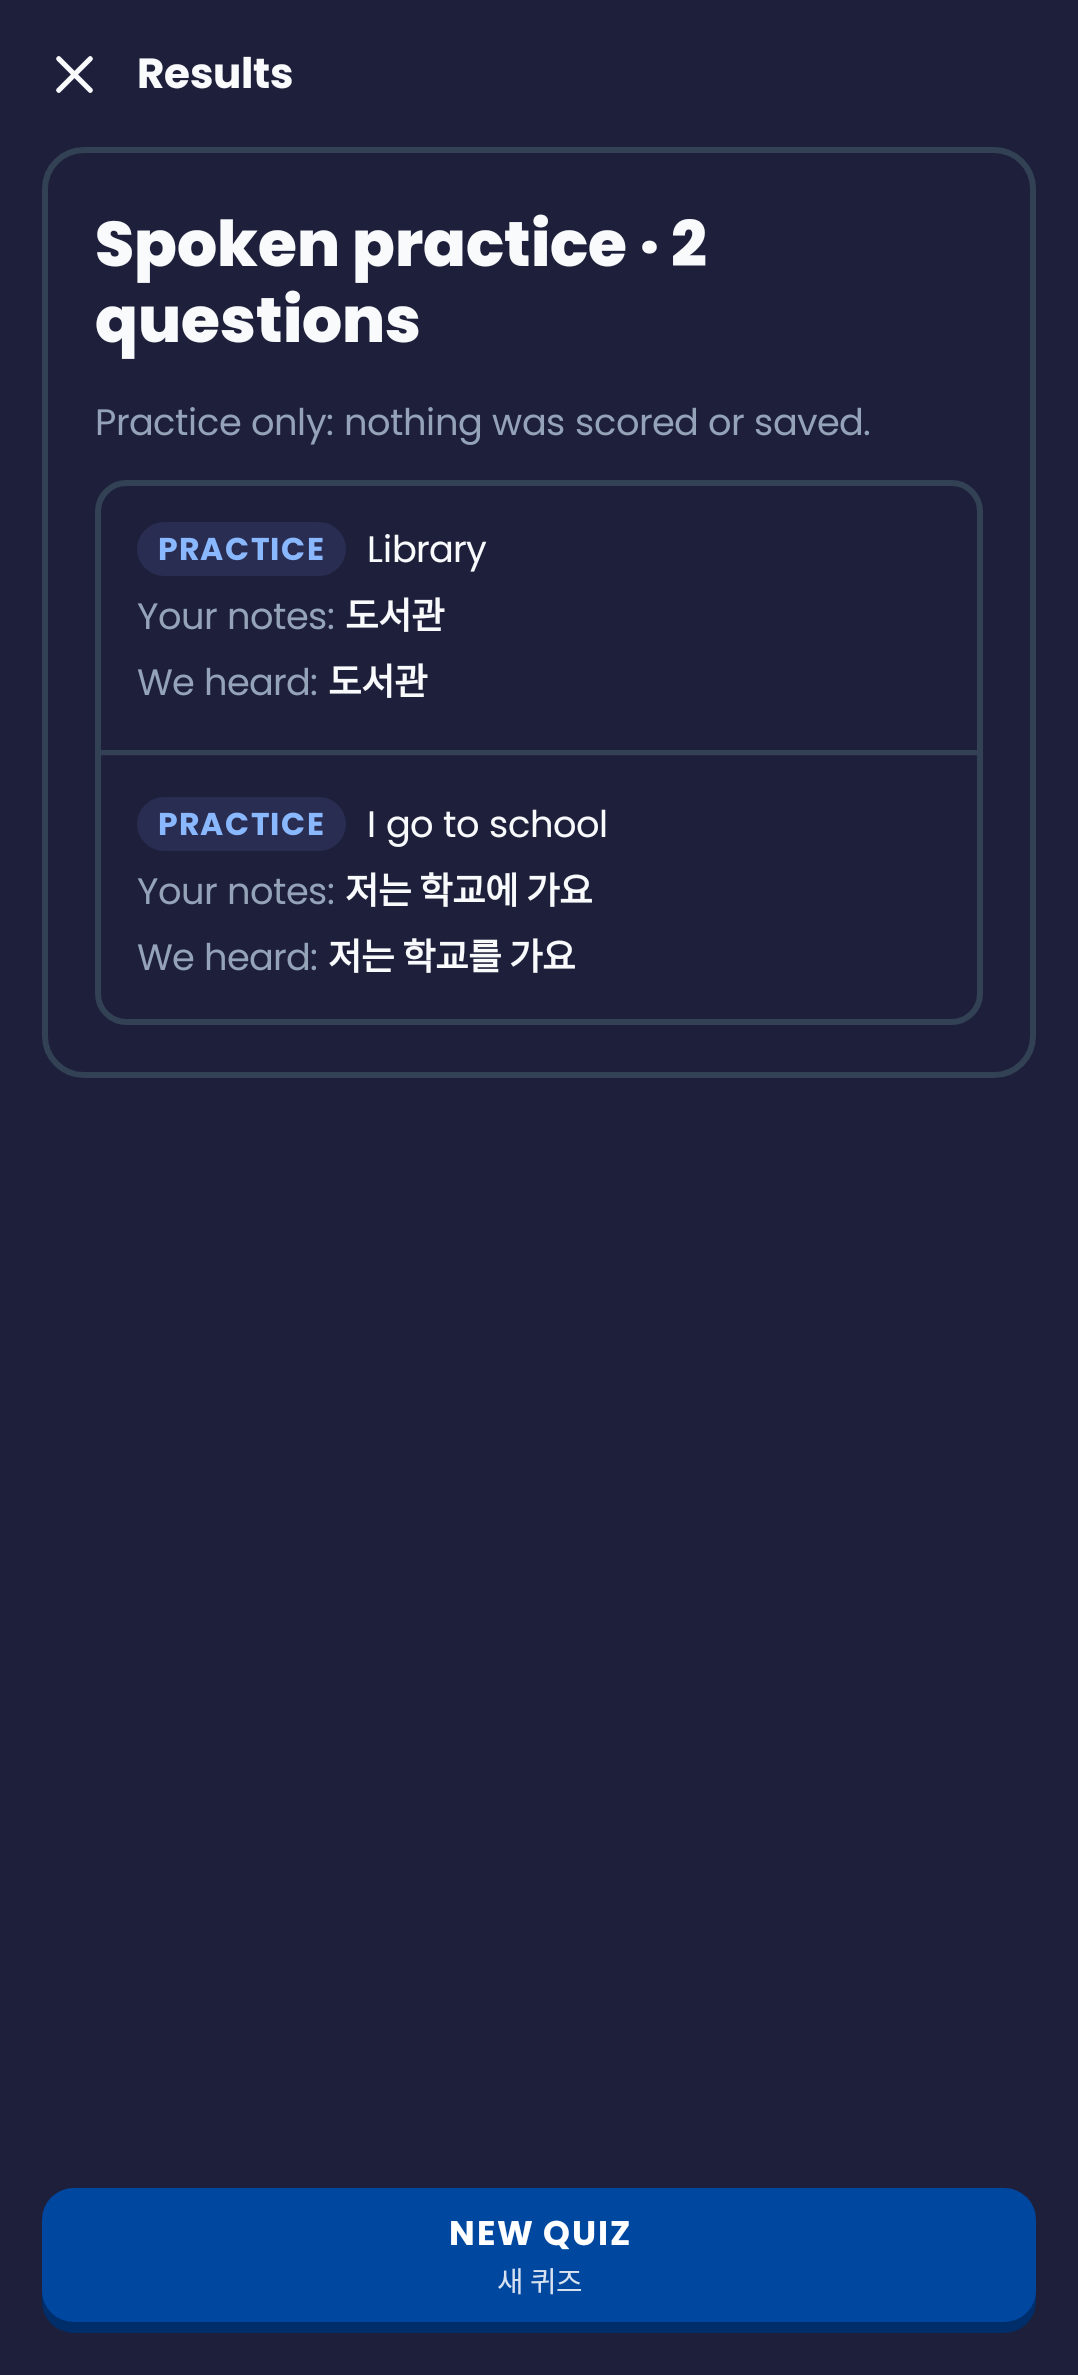 Results
Spoken practice • 2
questions
Practice only: nothing was scored or saved.
PRACTICE Library
Your notes: 도서관
We heard: 도서관
PRACTICE I go to school
Your notes: 저는 학교에 가요
We heard: 저는 학교를 가요
NEW QUIZ
새 퀴즈